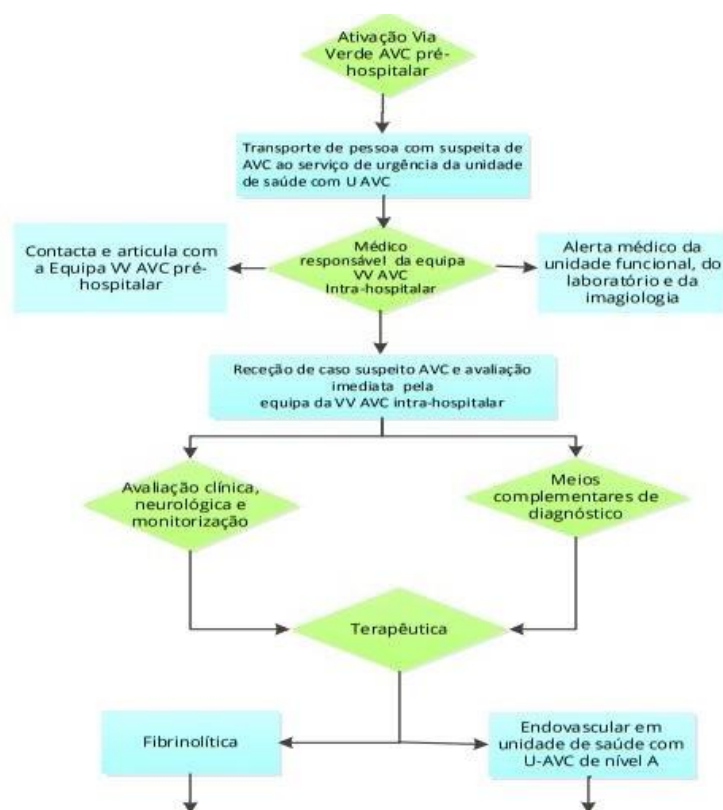 Ativação Via
Verde AVC pré-
hospitalar
Transporte de pessoa com suspeita de
AVC ao serviço de urgência da unidade
de saúde com U AVC
Contacta e articula com
a Equipa VV AVC pré-
hospitalar
Médico
responsável da equipa
VV AVC
Intra-hospitalar
Alerta médico da
unidade funcional, do
laboratório e da
imagiologia
Receção de caso suspeito AVC e avaliação
imediata pela
equipa da VV AVC intra-hospitalar
Avaliação clínica,
neurológica e
monitorização
Meios
complementares de
diagnóstico
Terapêutica
Fibrinolítica
Endovascular em
unidade de saúde com
U-AVC de nível A